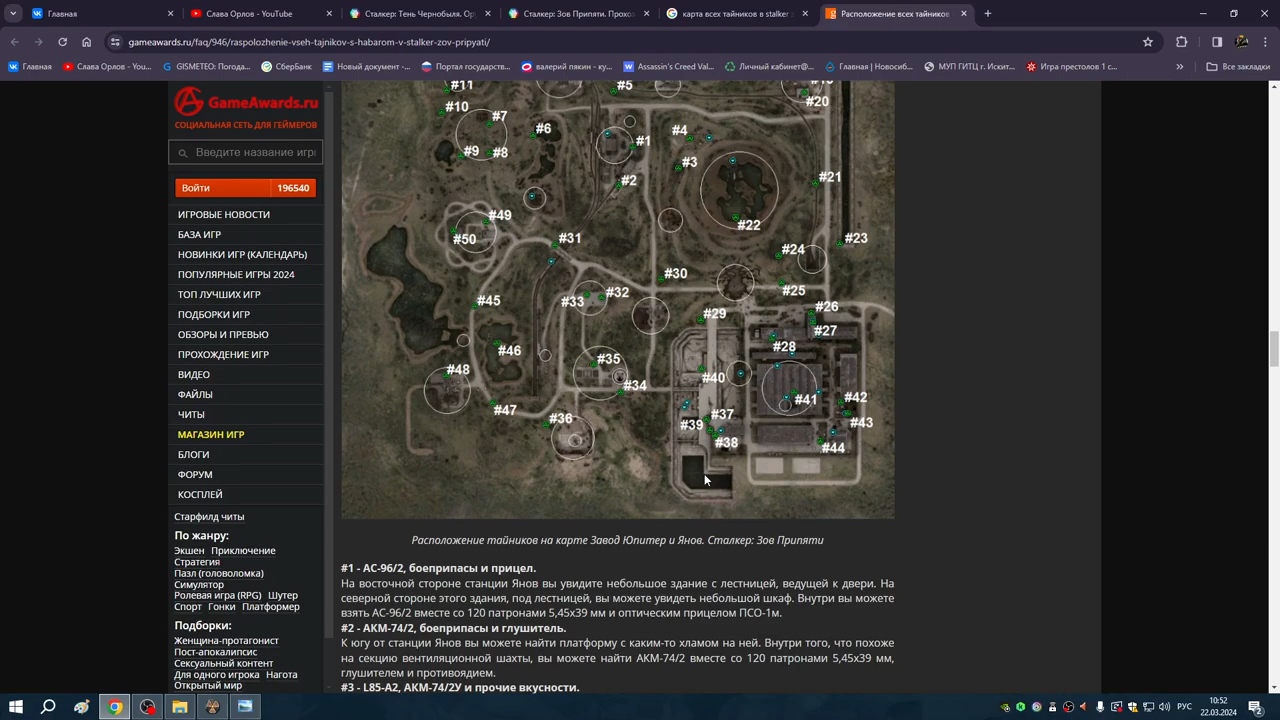 Главная
Слава Орлов - YouTube
Сталкер: Тень Чернобыля. Ор
Сталкер: Зов Припяти. Прохоз
карта всех тайников в stalker з
Расположение всех тайников
gameawards.ru/faq/946/raspolozhenie-vseh-tajnikov-s-habarom-v-stalker-zov-pripyati/
Главная
Слава Орлов - You...
GISMETEO: Погода...
СберБанк
Новый документ -...
Портал государств...
валерий пякин - ку...
Assassin's Creed Val...
Личный кабинет@...
Главная | Новосиб...
МУП ГИТЦ г. Искит...
Игра престолов 1 с...
»
Все закладки
GameAwards.ru
СОЦИАЛЬНАЯ СЕТЬ ДЛЯ ГЕЙМЕРОВ
Введите название игр
Войти 196540
ИГРОВЫЕ НОВОСТИ
БАЗА ИГР
НОВИНКИ ИГР (КАЛЕНДАРЬ)
ПОПУЛЯРНЫЕ ИГРЫ 2024
ТОП ЛУЧШИХ ИГР
ПОДБОРКИ ИГР
ОБЗОРЫ И ПРЕВЬЮ
ПРОХОЖДЕНИЕ ИГР
ВИДЕО
ФАЙЛЫ
ЧИТЫ
МАГАЗИН ИГР
БЛОГИ
ФОРУМ
КОСПЛЕЙ
Старфилд читы
По жанру:
Экшен Приключение
Стратегия
Пазл (головоломка)
Симулятор
Ролевая игра (RPG) Шутер
Спорт Гонки Платформер
Подборки:
Женщина-протагонист
Пост-апокалипсис
Сексуальный контент
Для одного игрока Нагота
Открытый мир
#11
#5
#20
#10
#7
#6
#1
#4
#9
#8
#3
#2
#21
#49
#22
#50
#31
#23
#24
#30
#25
#33
#32
#45
#29
#26
#27
#46
#28
#35
#48
#40
#34
#41
#42
#47
#36
#37
#39
#43
#38
#44
Расположение тайников на карте Завод Юпитер и Янов. Сталкер: Зов Припяти
#1 - АС-96/2, боеприпасы и прицел.
На восточной стороне станции Янов вы увидите небольшое здание с лестницей, ведущей к двери. На
северной стороне этого здания, под лестницей, вы можете увидеть небольшой шкаф. Внутри вы можете
взять АС-96/2 вместе со 120 патронами 5,45x39 мм и оптическим прицелом ПСО-1м.
#2 - АКМ-74/2, боеприпасы и глушитель.
К югу от станции Янов вы можете найти платформу с каким-то хламом на ней. Внутри того, что похоже
на секцию вентиляционной шахты, вы можете найти АКМ-74/2 вместе со 120 патронами 5,45x39 мм,
глушителем и противоядием.
#3 - L85-A2, АКМ-74/2У и прочие вкусности.
РУС
10:52
22.03.2024